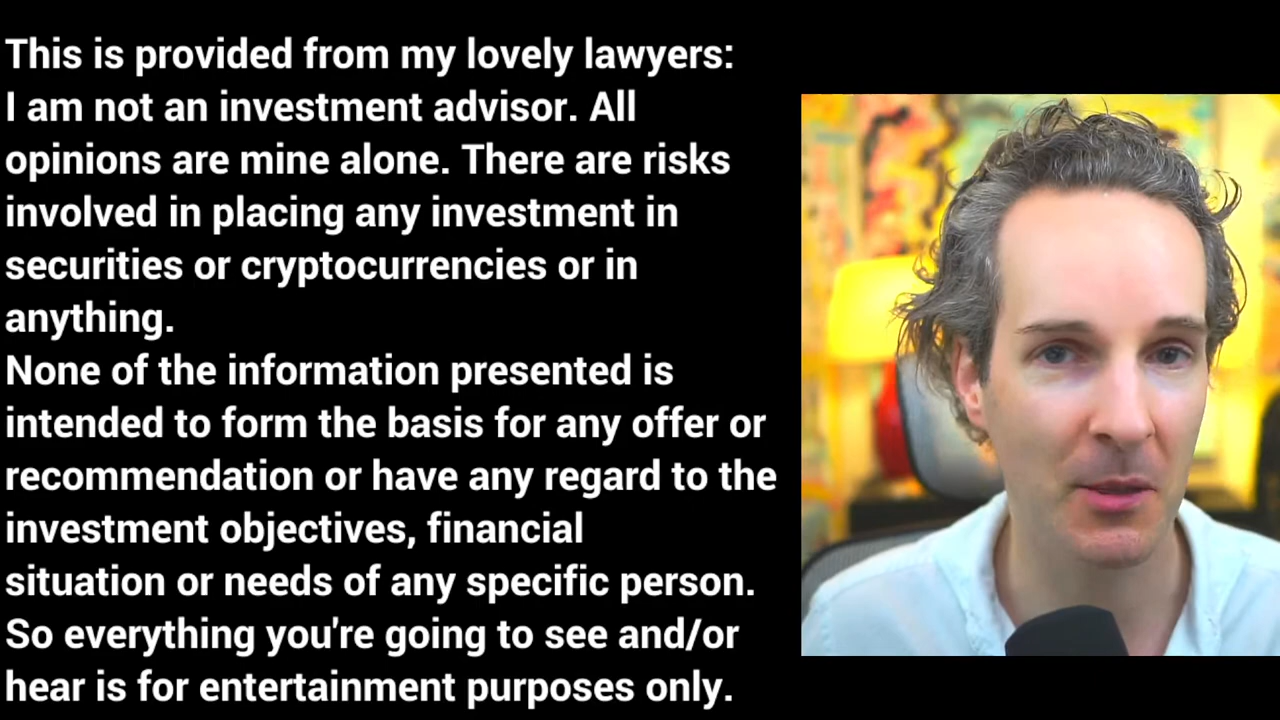 This is provided from my lovely lawyers:
I am not an investment advisor. All
opinions are mine alone. There are risks
involved in placing any investment in
securities or cryptocurrencies or in
anything.
None of the information presented is
intended to form the basis for any offer or
recommendation or have any regard to the
investment objectives, financial
situation or needs of any specific person.
So everything you're going to see and/or
hear is for entertainment purposes only.